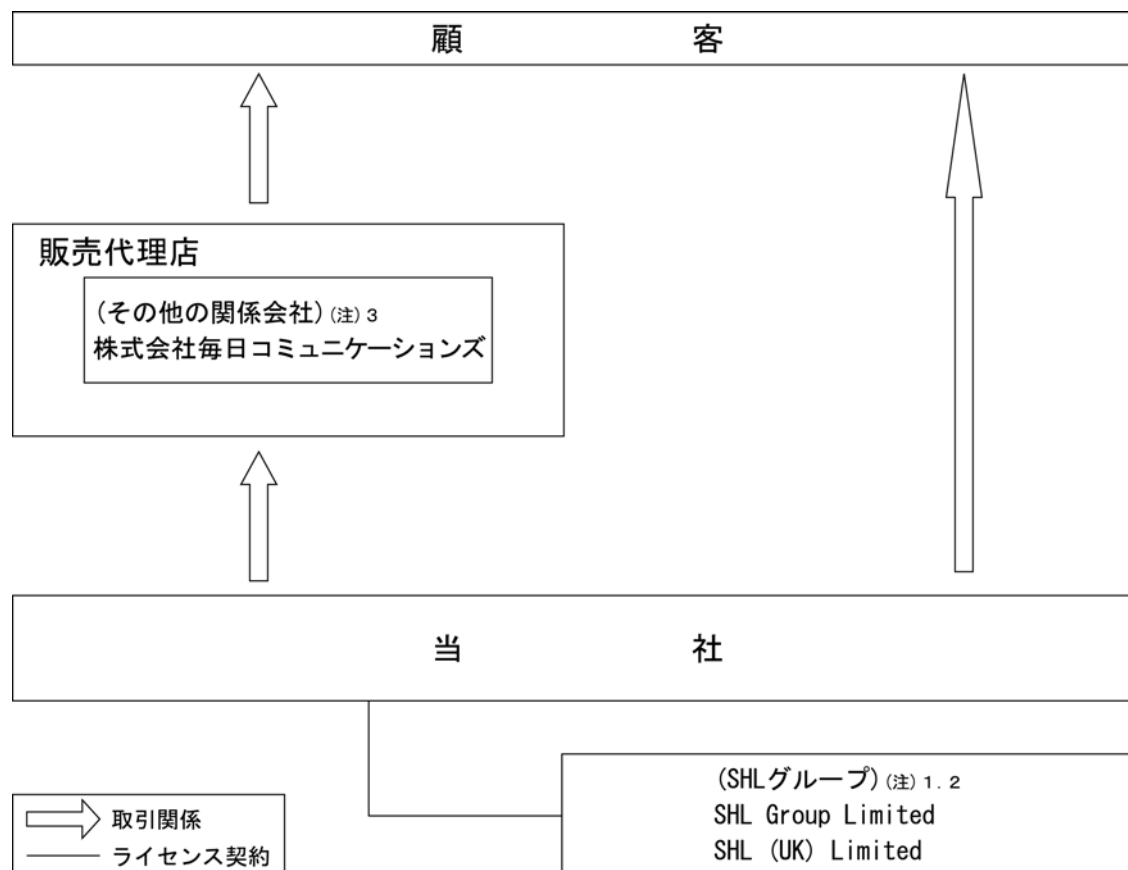 顧 客
販売代理店
(その他の関係会社)(注)3
株式会社毎日コミュニケーションズ
当 社
(SHLグループ)(注)1.2
SHL Group Limited
SHL (UK) Limited
取引関係
ライセンス契約